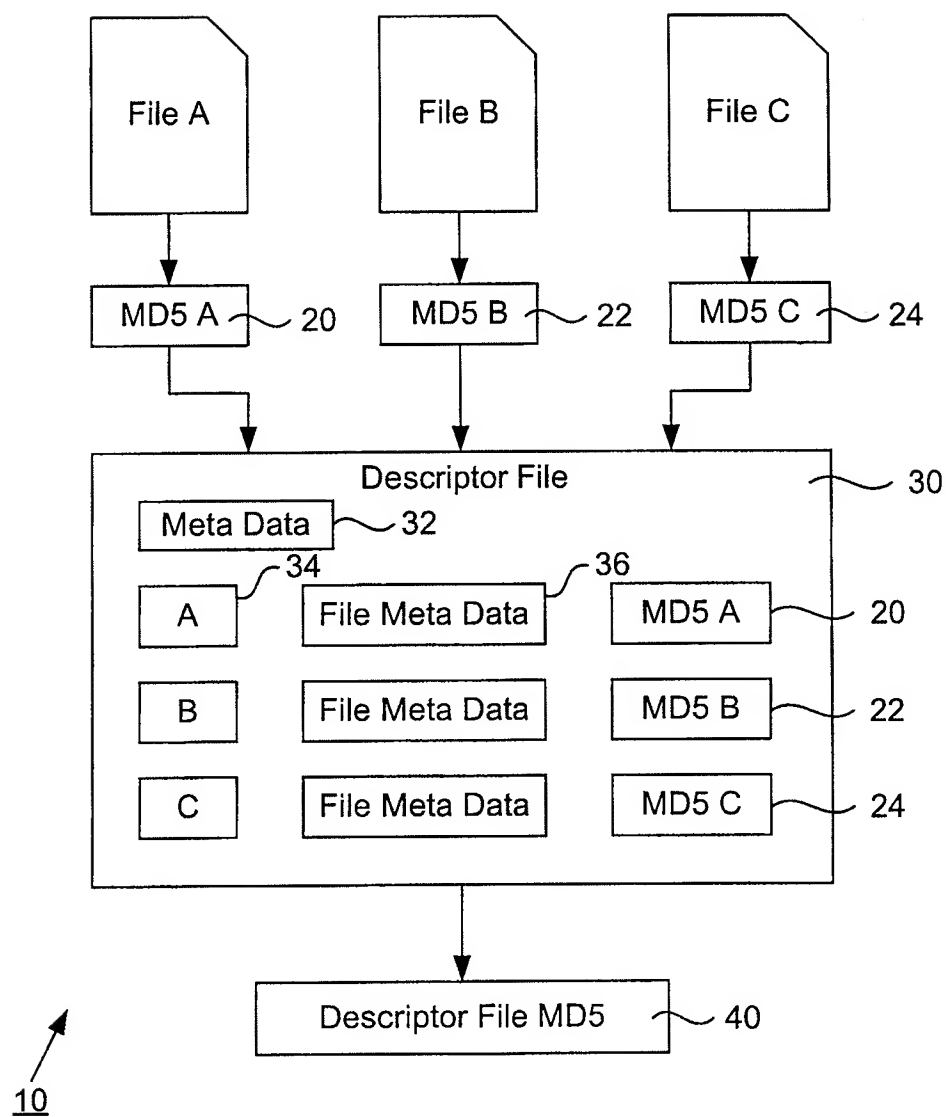 File A
File B
File C
MD5 A
20
MD5 B
22
MD5 C
24
Descriptor File
30
Meta Data
32
34
36
A
File Meta Data
MD5 A
20
B
File Meta Data
MD5 B
22
C
File Meta Data
MD5 C
24
Descriptor File MD5
40
10